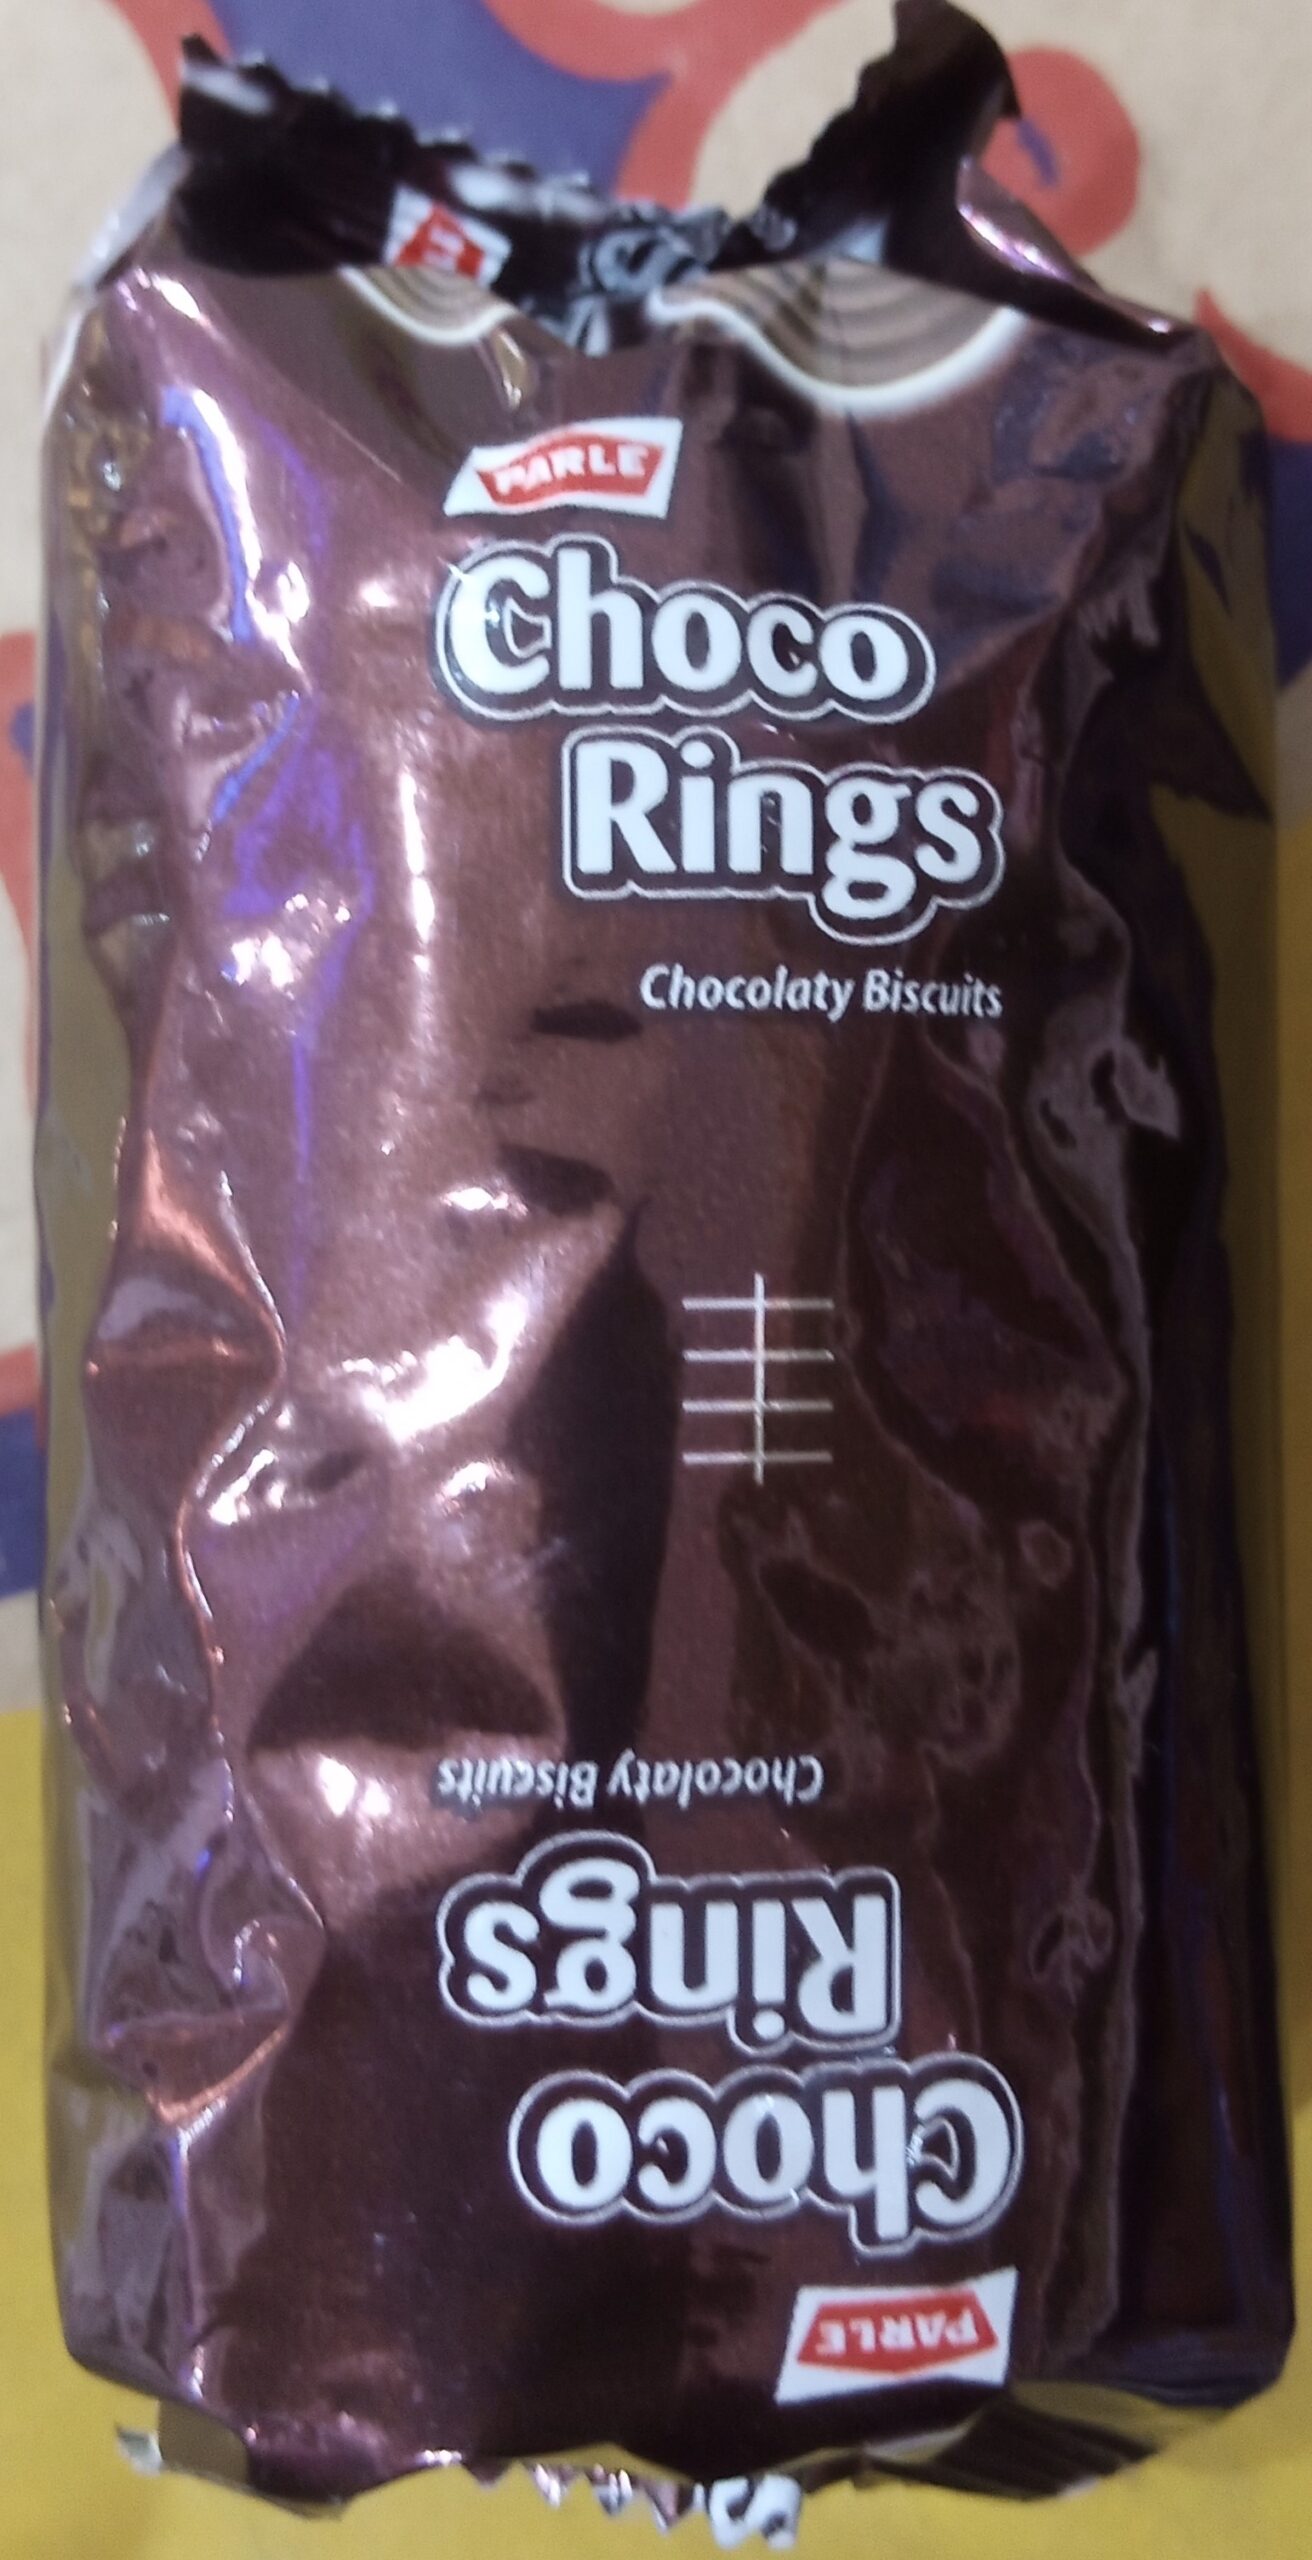 PARLE
Choco
Rings
Chocolaty Biscuits
Chocolaty Biscuits
Rings
Choco
PARLE